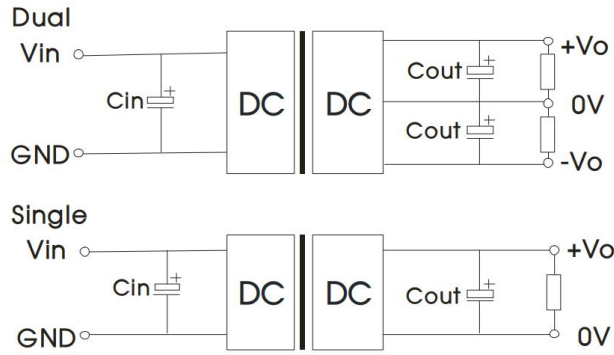 Dual
Vin
+Vo
Cout
Cin
+
DC
DC
+
0V
Cout
+
GND
-Vo
Single
Vin
+Vo
Cin
+
DC
DC
Cout
+
GND
0V